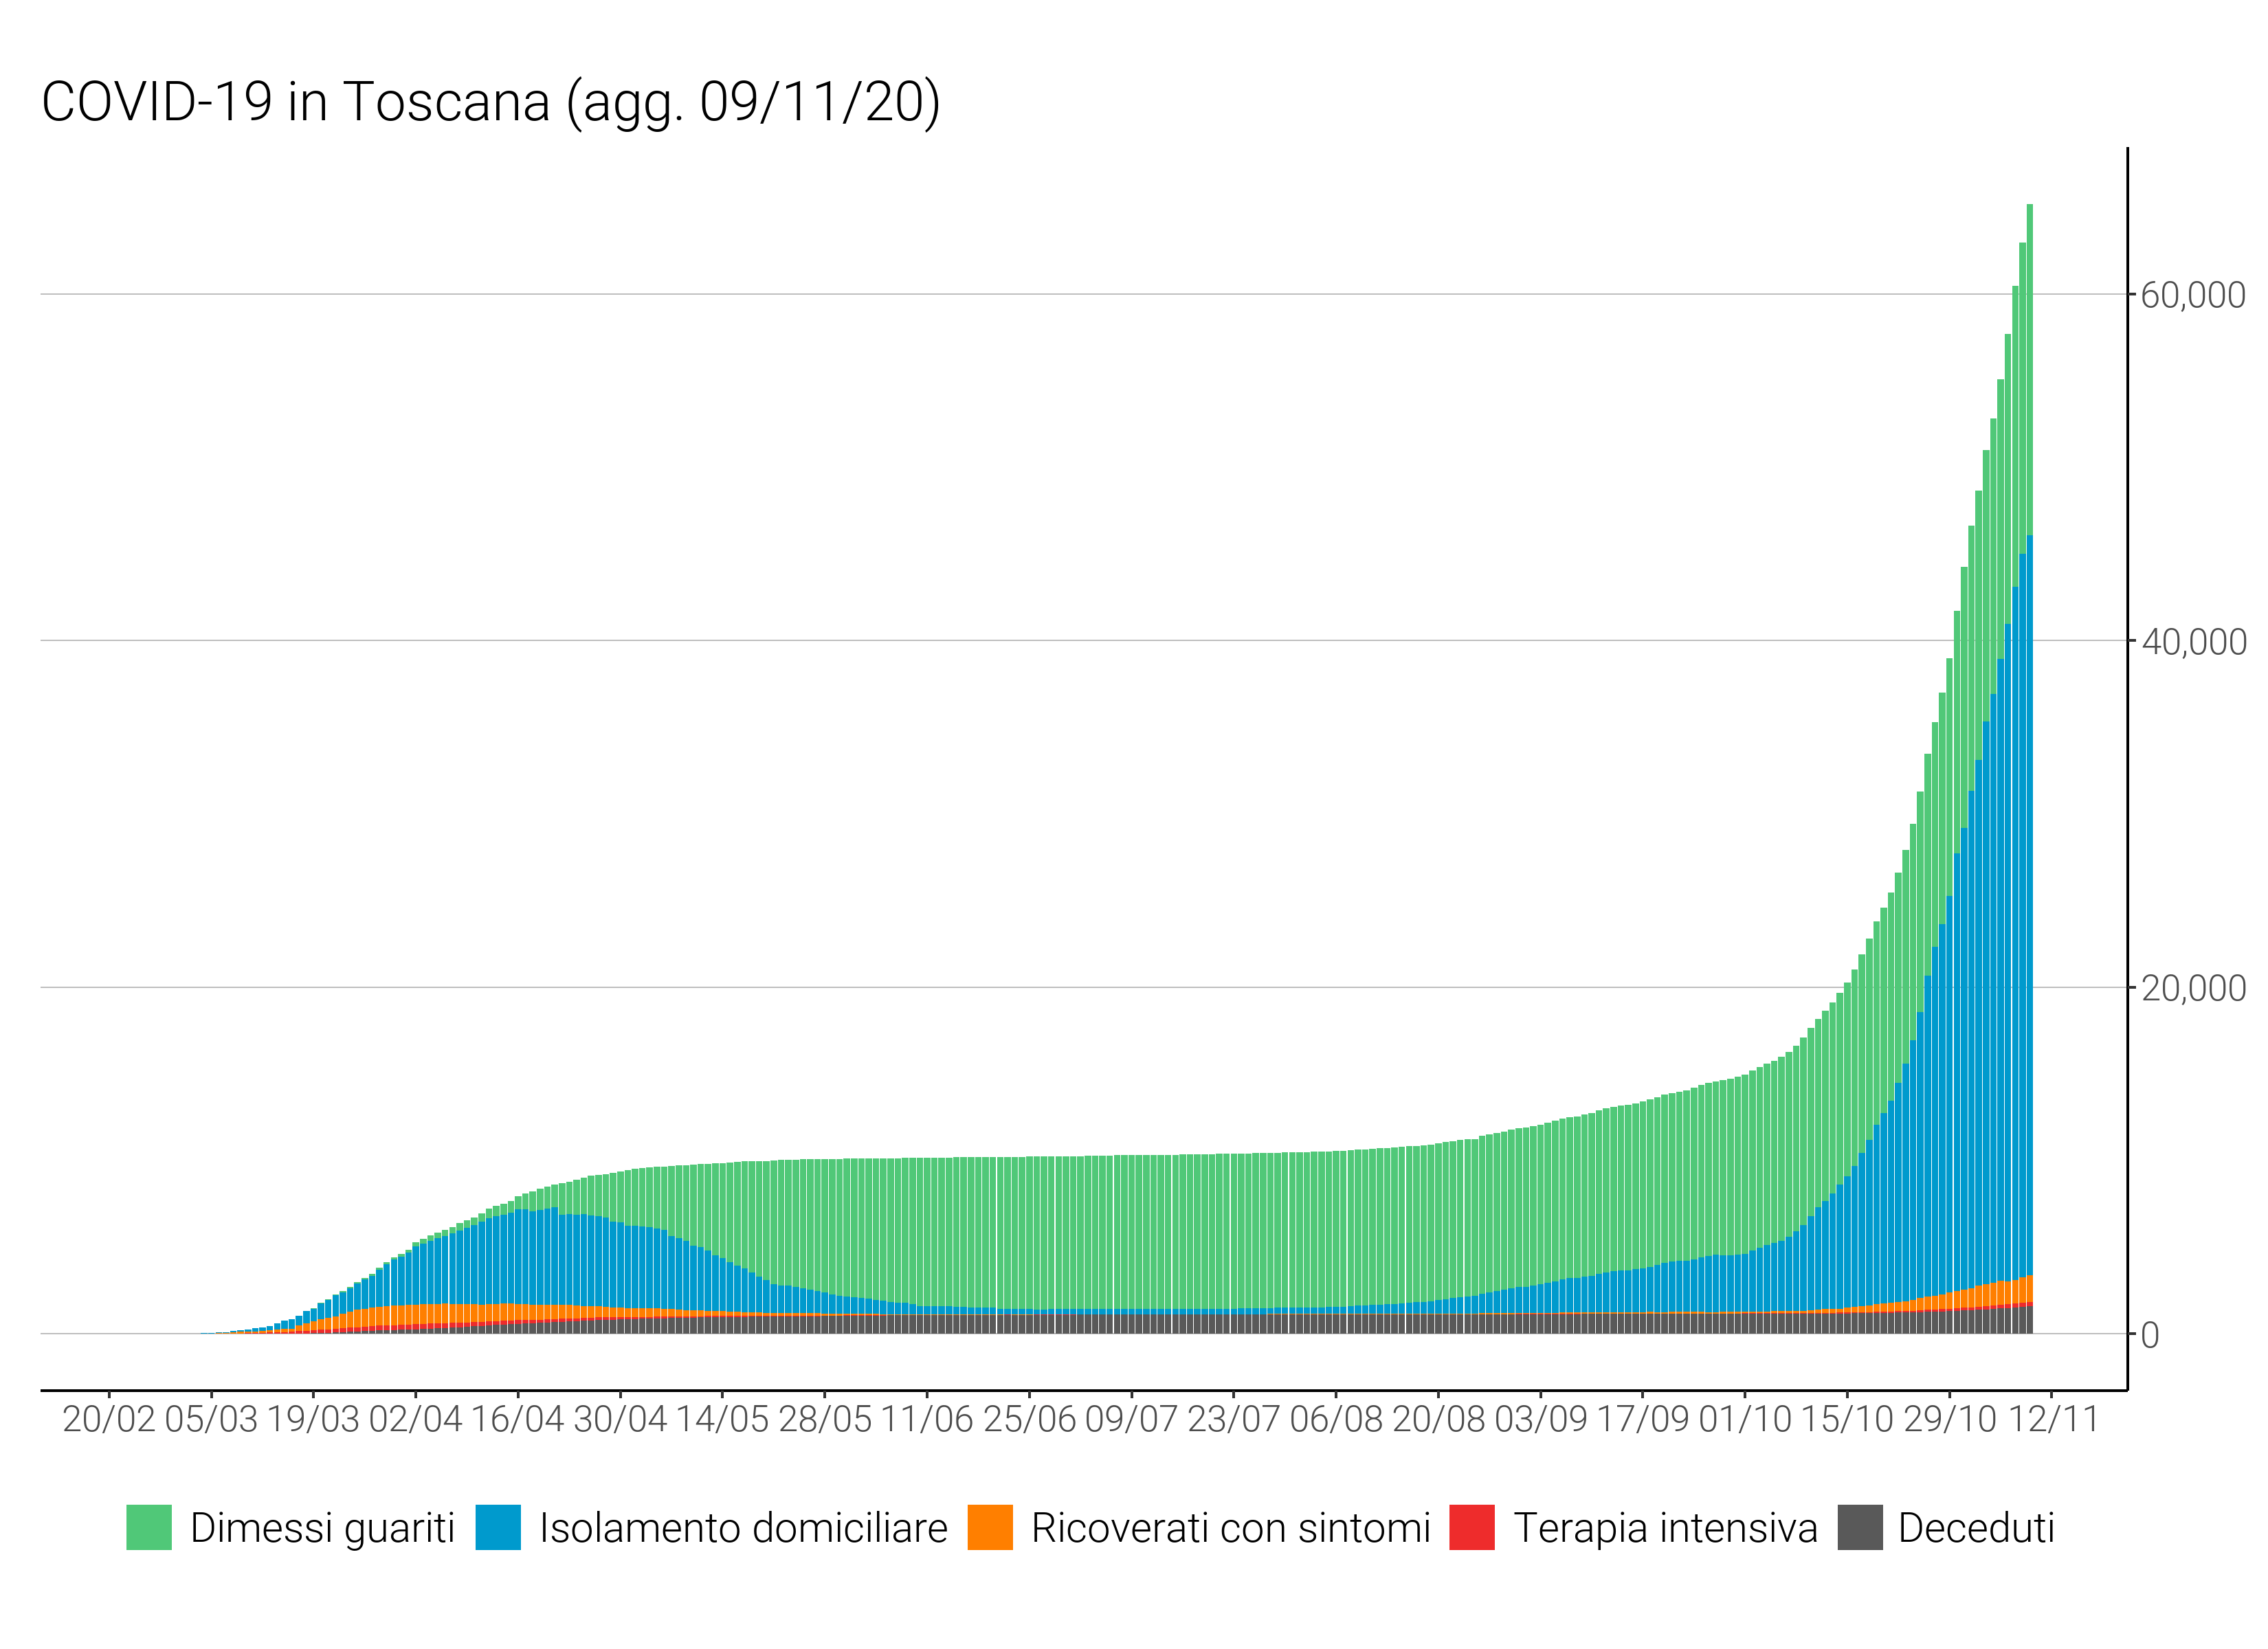 COVID-19 in Toscana (agg. 09/11/20)
60,000
40,000
20,000
0
20/02 05/03 19/03 02/04 16/04 30/04 14/05 28/05 11/06 25/06 09/07 23/07 06/08 20/08 03/09 17/09 01/10 15/10 29/10 12/11
Dimessi guariti Isolamento domiciliare Ricoverati con sintomi Terapia intensiva Deceduti